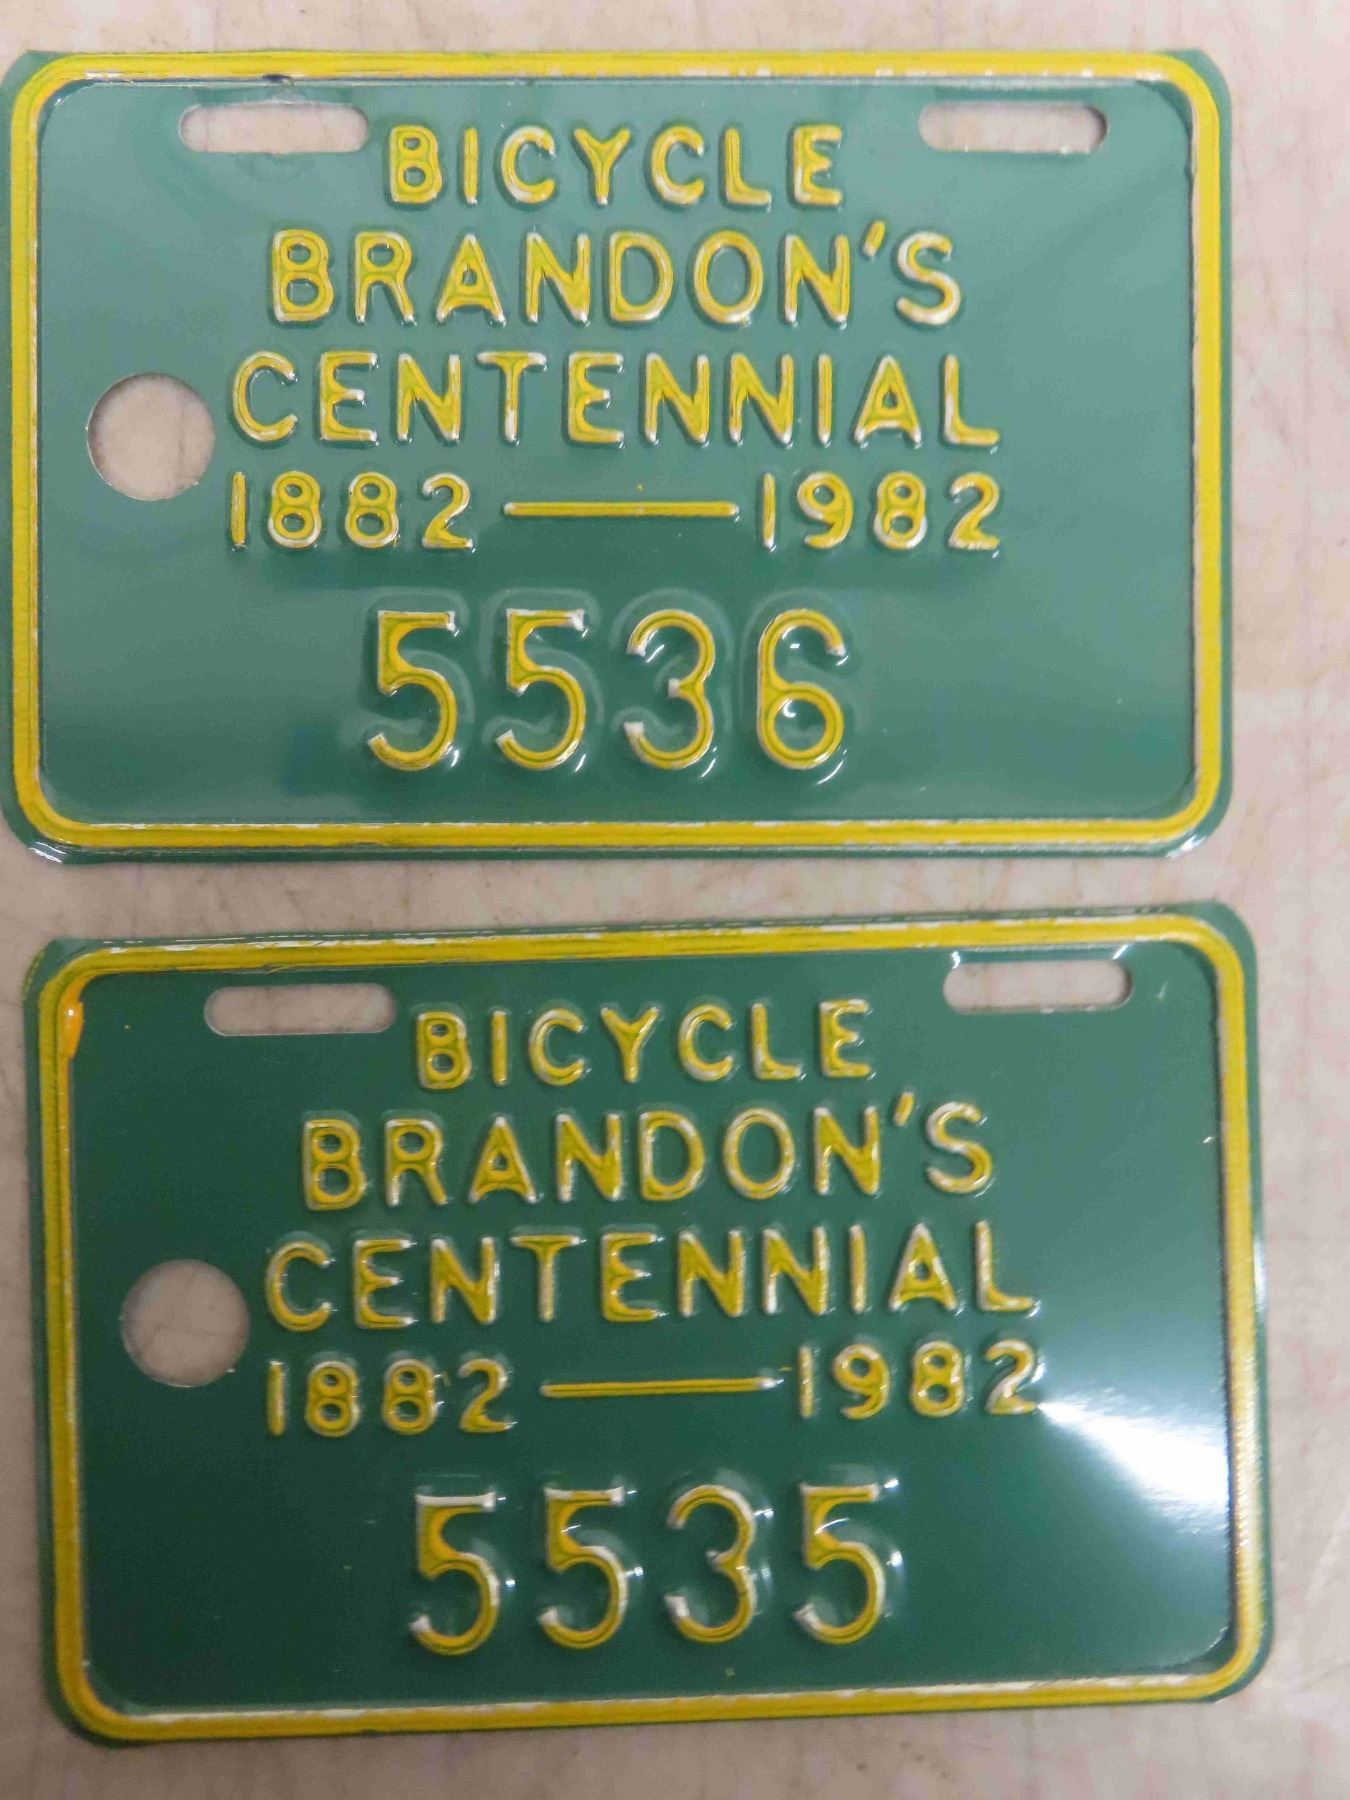 BICYCLE
BRANDON'S
CENTENNIAL
1882 — 1982
5536
BICYCLE
BRANDON'S
CENTENNIAL
1882 — 1982
5535